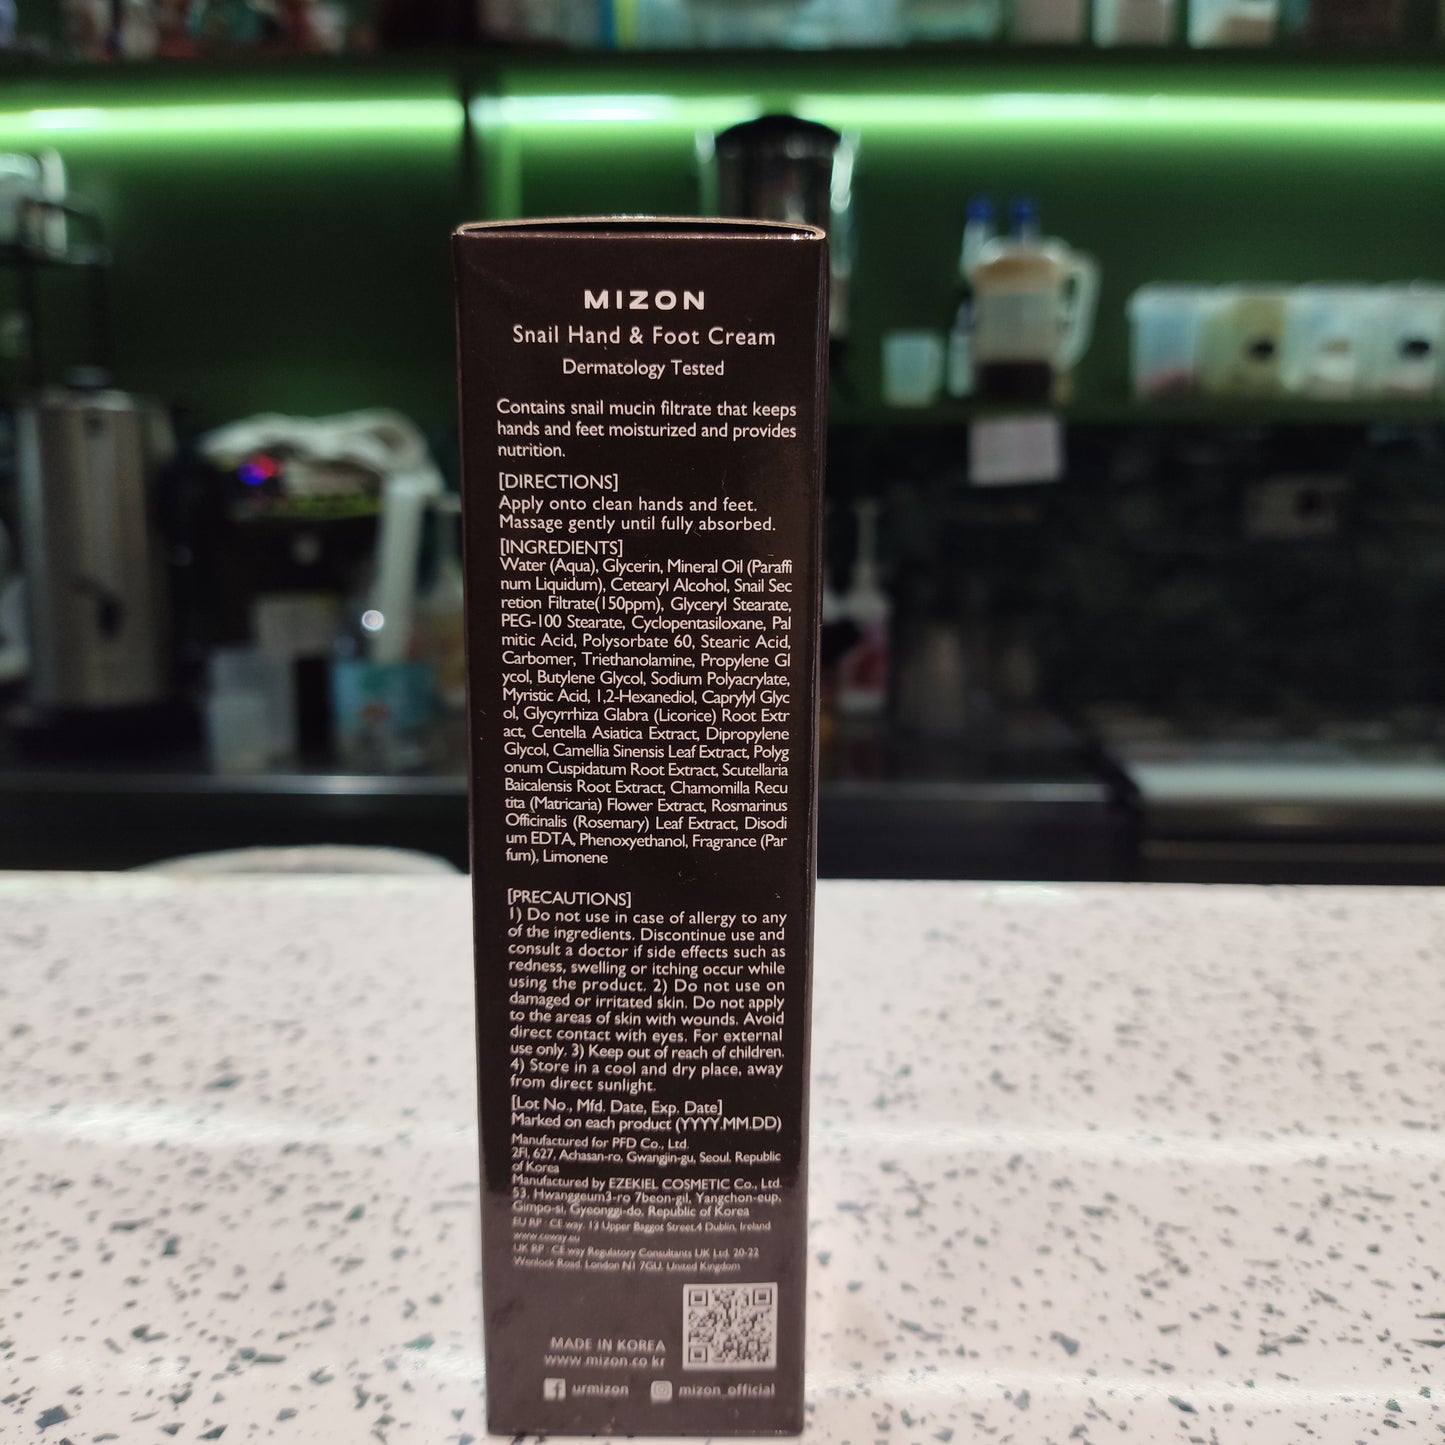 MIZON
Snail Hand & Foot Cream
Dermatology Tested
Contains snail mucin filtrate that keeps
hands and feet moisturized and provides
nutrition.
[DIRECTIONS]
Apply onto clean hands and feet.
Massage gently until fully absorbed.
[INGREDIENTS]
Water (Aqua), Glycerin, Mineral Oil (Paraffi
num Liquidum), Cetearyl Alcohol, Snail Sec
retion Filtrate(150ppm), Glyceryl Stearate,
PEG-100 Stearate, Cyclopentasiloxane, Pal
mitic Acid, Polysorbate 60, Stearic Acid,
Carbomer, Triethanolamine, Propylene Gl
ycol, Butylene Glycol, Sodium Polyacrylate,
Myristic Acid, 1,2-Hexanediol, Caprylyl Glyc
ol, Glycyrrhiza Glabra (Licorice) Root Extr
act, Centella Asiatica Extract, Dipropylene
Glycol, Camellia Sinensis Leaf Extract, Polyg
onum Cuspidatum Root Extract, Scutellaria
Baicalensis Root Extract, Chamomilla Recu
tita (Matricaria) Flower Extract, Rosmarinus
Officinalis (Rosemary) Leaf Extract, Disodi
um EDTA, Phenoxyethanol, Fragrance (Par
fum), Limonene
[PRECAUTIONS]
1) Do not use in case of allergy to any
of the ingredients. Discontinue use and
consult a doctor if side effects such as
redness, swelling or itching occur while
using the product. 2) Do not use on
damaged or irritated skin. Do not apply
to the areas of skin with wounds. Avoid
direct contact with eyes. For external
use only. 3) Keep out of reach of children.
4) Store in a cool and dry place, away
from direct sunlight.
[Lot No., Mfd. Date, Exp. Date]
Marked on each product (YYYY.MM.DD)
Manufactured for PFD Co., Ltd.
2Fl, 627, Achasan-ro, Gwangjin-gu, Seoul, Republic
of Korea
Manufactured by EZEKIEL COSMETIC Co., Ltd.
53, Hwanggeum3-ro 7beon-gil, Yangchon-eup,
Gimpo-si, Gyeonggi-do, Republic of Korea
EU RP : CE way, 13 Upper Baggot Street,4 Dublin, Ireland
www.ceway.eu
UK RP : CE way Regulatory Consultants UK Ltd. 20-22
Wenlock Road London N1 7GU, United Kingdom
MADE IN KOREA
www.mizon.co.kr
urmizon mizon_official